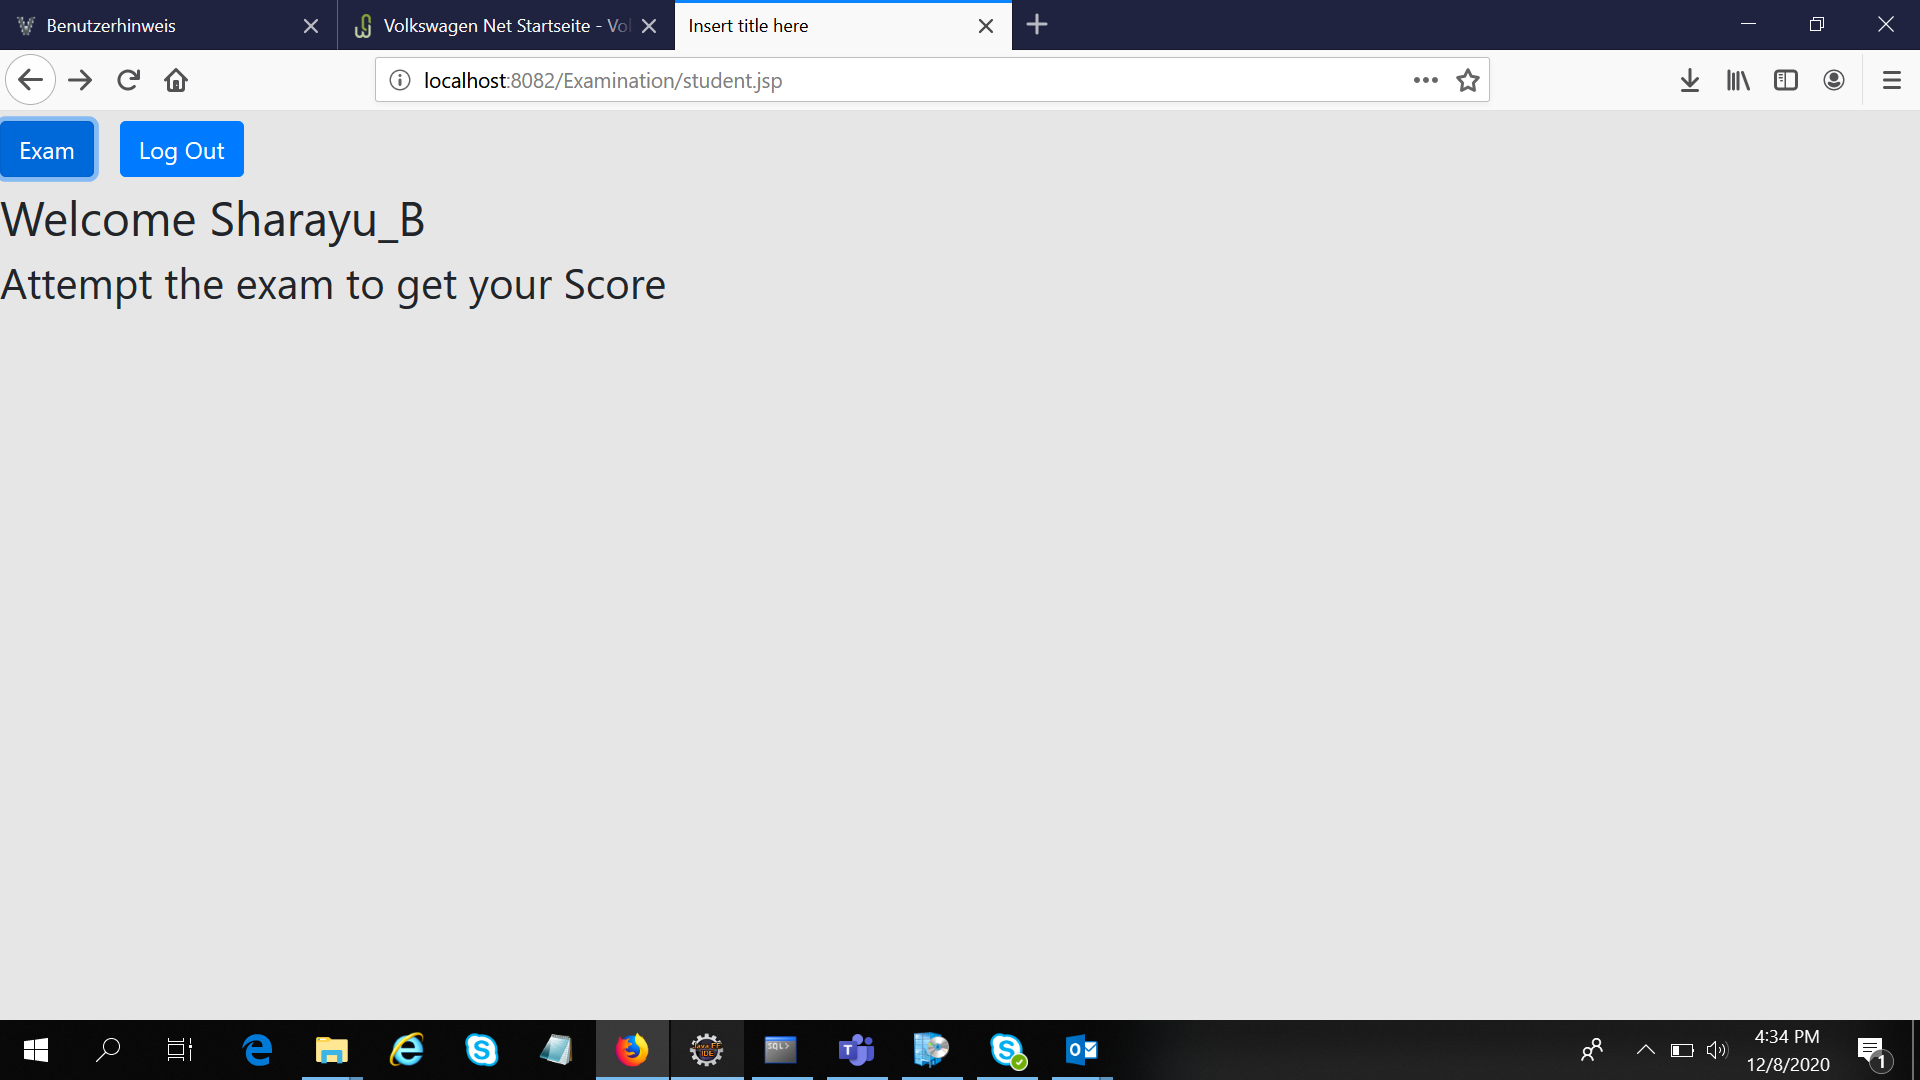 Benutzerhinweis
Volkswagen Net Startseite - Vol
Insert title here
localhost:8082/Examination/student.jsp
Exam
Log Out
Welcome Sharayu_B
Attempt the exam to get your Score
4:34 PM
12/8/2020
1